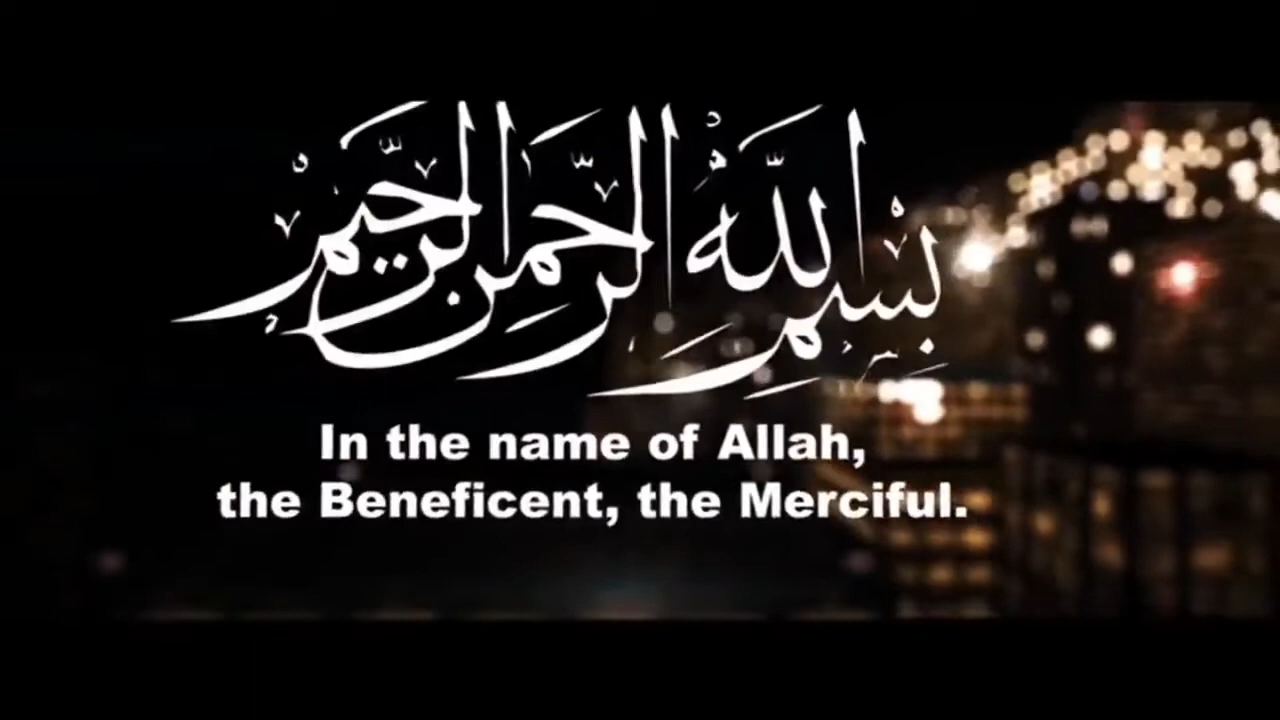 بِسْمِ اللَّهِ الرَّحْمَنِ الرَّحِيمِ
In the name of Allah,
the Beneficent, the Merciful.